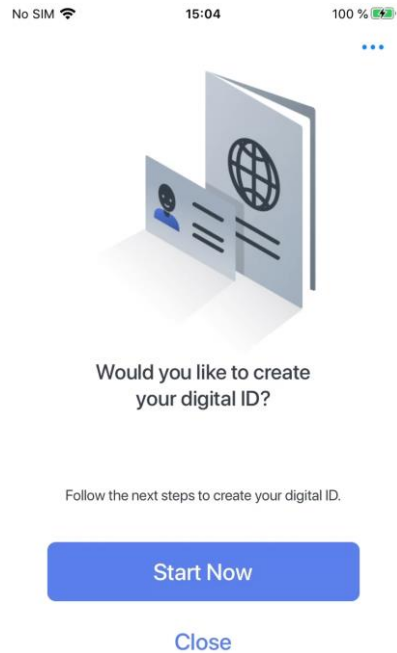 No SIM 15:04 100 %
Would you like to create
your digital ID?
Follow the next steps to create your digital ID.
Start Now
Close